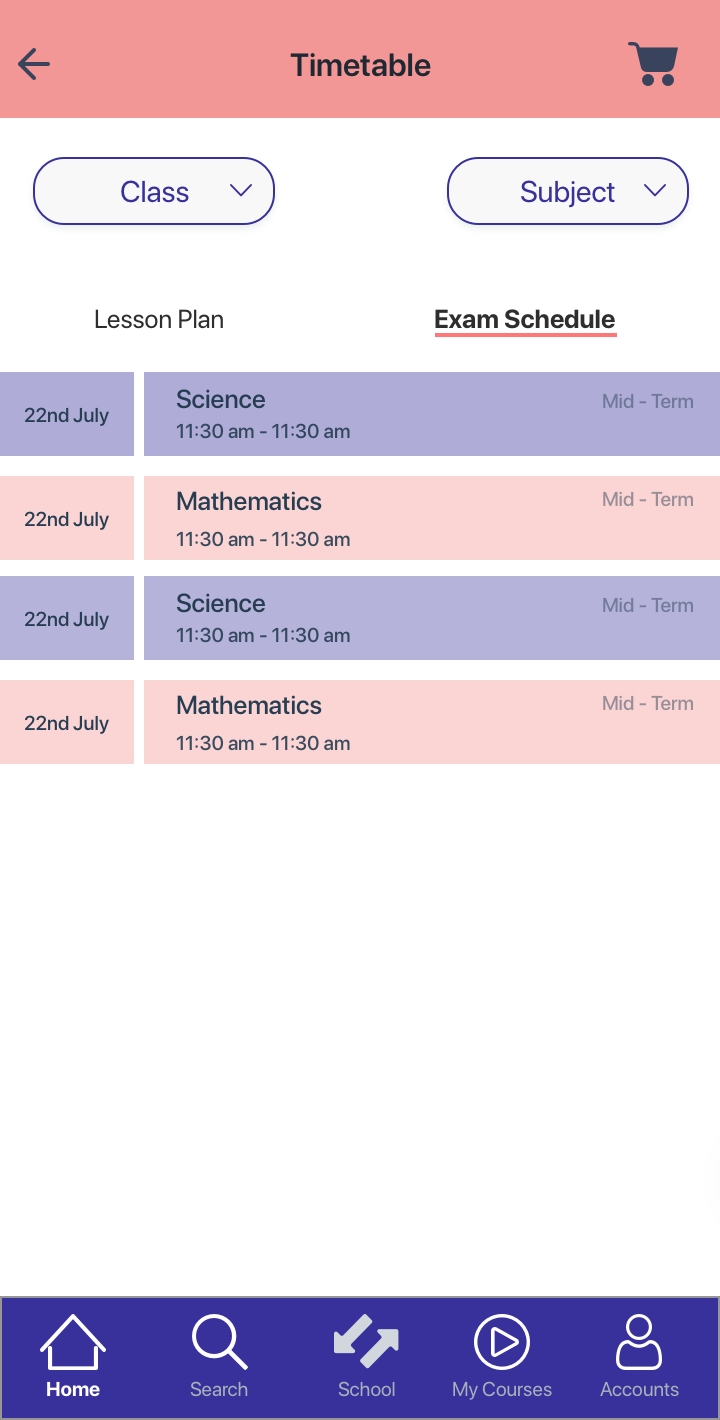 Timetable
Class
Subject
Lesson Plan
Exam Schedule
22nd July
Science
Mid - Term
11:30 am - 11:30 am
22nd July
Mathematics
Mid - Term
11:30 am - 11:30 am
22nd July
Science
Mid - Term
11:30 am - 11:30 am
22nd July
Mathematics
Mid - Term
11:30 am - 11:30 am
Home
Search
School
My Courses
Accounts